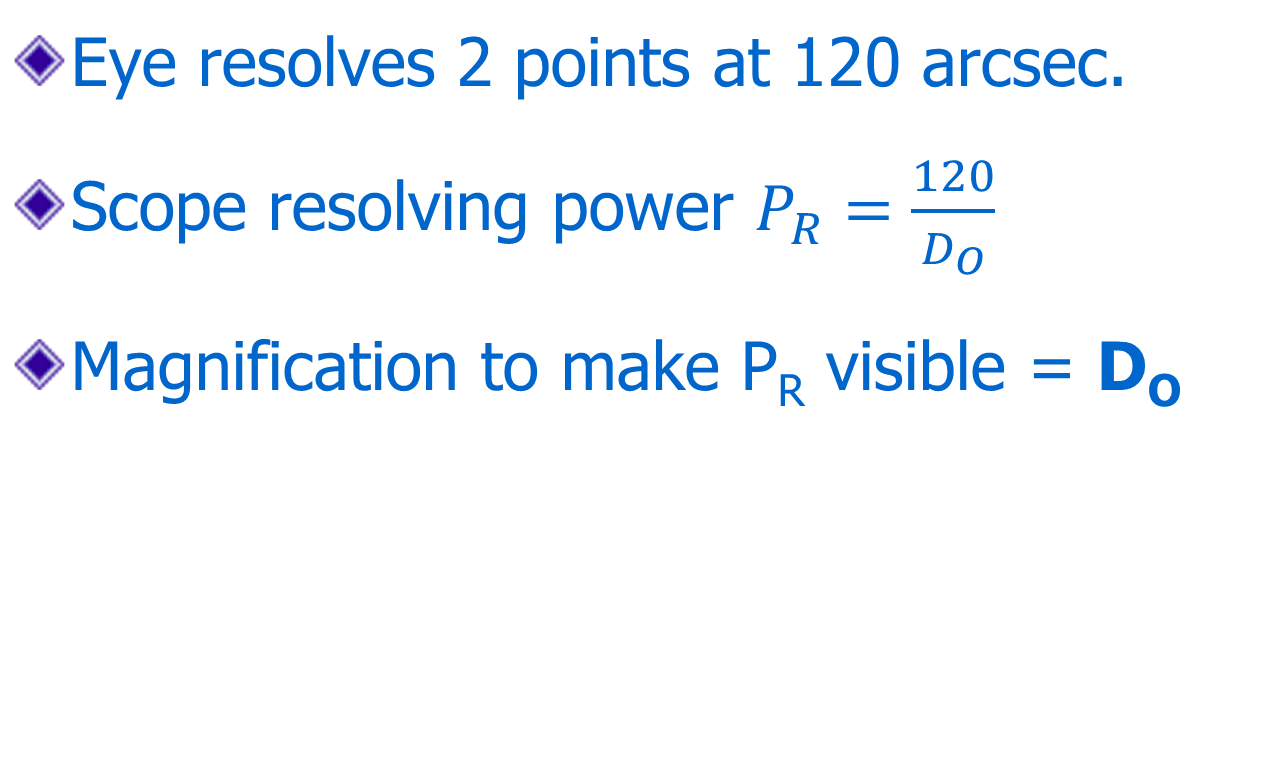 Eye resolves 2 points at 120 arcsec.
Scope resolving power P_R = 120/D_O
Magnification to make P_R visible = D_O